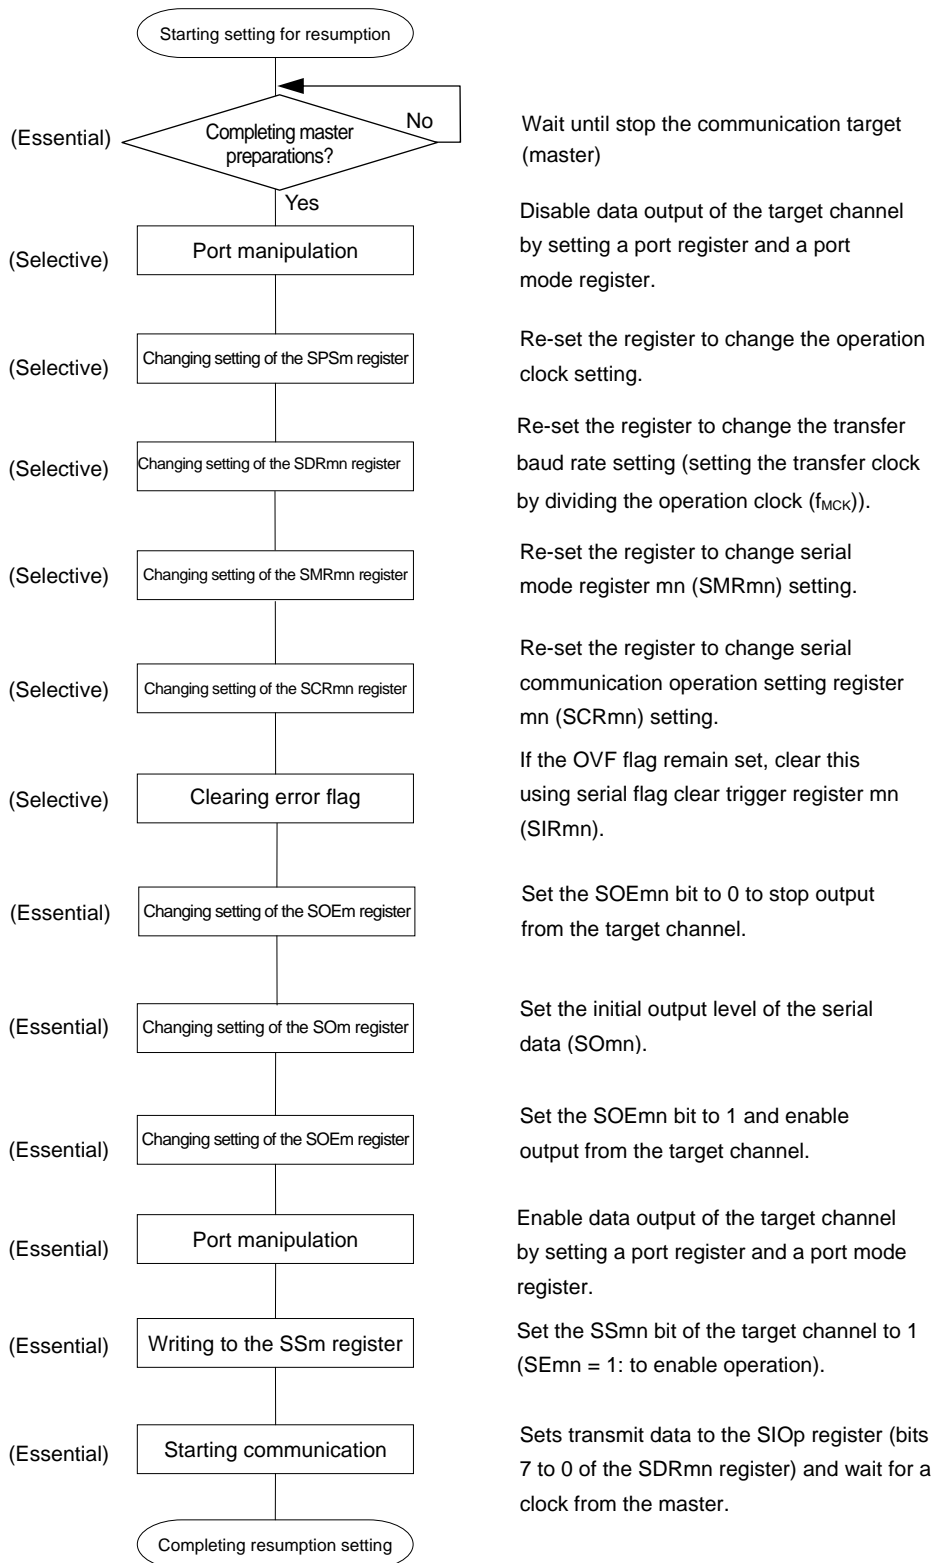 Starting setting for resumption
(Essential)
Completing master
preparations?
No
Wait until stop the communication target
(master)
Yes
(Selective)
Port manipulation
Disable data output of the target channel
by setting a port register and a port
mode register.
(Selective)
Changing setting of the SPSm register
Re-set the register to change the operation
clock setting.
(Selective)
Changing setting of the SDRmn register
Re-set the register to change the transfer
baud rate setting (setting the transfer clock
by dividing the operation clock (fMCK)).
(Selective)
Changing setting of the SMRmn register
Re-set the register to change serial
mode register mn (SMRmn) setting.
(Selective)
Changing setting of the SCRmn register
Re-set the register to change serial
communication operation setting register
mn (SCRmn) setting.
(Selective)
Clearing error flag
If the OVF flag remain set, clear this
using serial flag clear trigger register mn
(SIRmn).
(Essential)
Changing setting of the SOEm register
Set the SOEmn bit to 0 to stop output
from the target channel.
(Essential)
Changing setting of the SOm register
Set the initial output level of the serial
data (SOmn).
(Essential)
Changing setting of the SOEm register
Set the SOEmn bit to 1 and enable
output from the target channel.
(Essential)
Port manipulation
Enable data output of the target channel
by setting a port register and a port mode
register.
(Essential)
Writing to the SSm register
Set the SSmn bit of the target channel to 1
(SEmn = 1: to enable operation).
(Essential)
Starting communication
Sets transmit data to the SIOp register (bits
7 to 0 of the SDRmn register) and wait for a
clock from the master.
Completing resumption setting